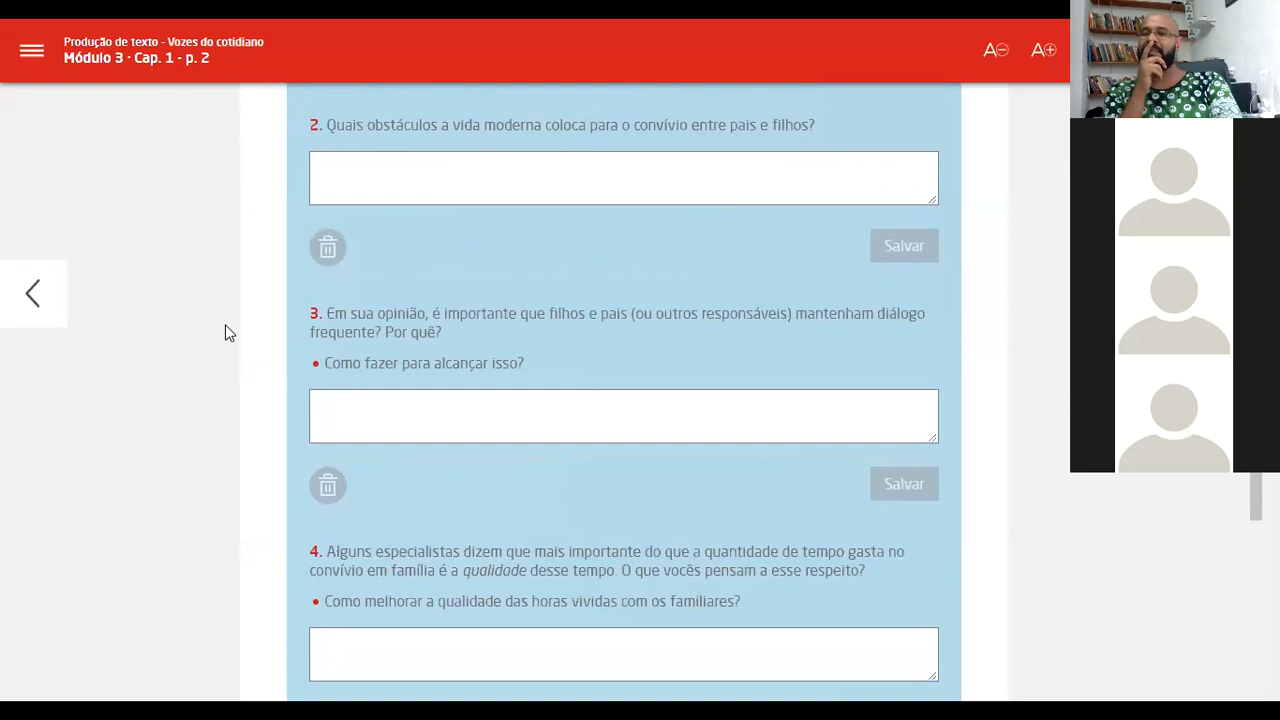 Produção de texto - Vozes do cotidiano
Módulo 3 · Cap. 1 - p. 2
A
A
2. Quais obstáculos a vida moderna coloca para o convívio entre pais e filhos?
Salvar
3. Em sua opinião, é importante que filhos e pais (ou outros responsáveis) mantenham diálogo
frequente? Por quê?
• Como fazer para alcançar isso?
Salvar
4. Alguns especialistas dizem que mais importante do que a quantidade de tempo gasta no
convívio em família é a qualidade desse tempo. O que vocês pensam a esse respeito?
• Como melhorar a qualidade das horas vividas com os familiares?